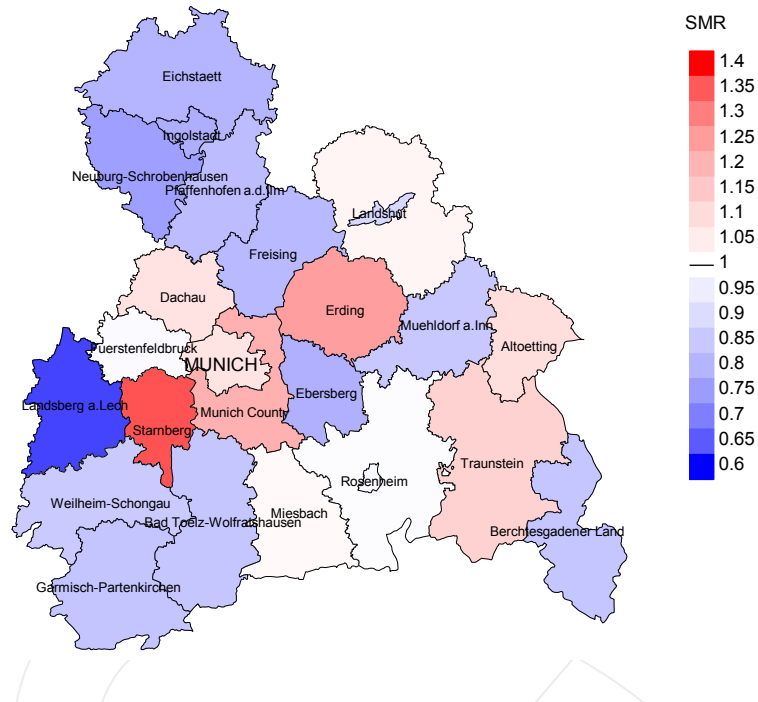 SMR
1.4
1.35
1.3
1.25
1.2
1.15
1.1
1.05
1
0.95
0.9
0.85
0.8
0.75
0.7
0.65
0.6
Eichstaett
Ingolstadt
Neuburg-Schrobenhausen
Pfaffenhofen a.d.Ilm
Landshut
Freising
Dachau
Erding
Muehldorf a.Inn
Fuerstenfeldbruck
Altoetting
MUNICH
Ebersberg
Landsberg a.Lech
Munich County
Starnberg
Traunstein
Rosenheim
Weilheim-Schongau
Miesbach
Bad Toelz-Wolfratshausen
Berchtesgadener Land
Garmisch-Partenkirchen